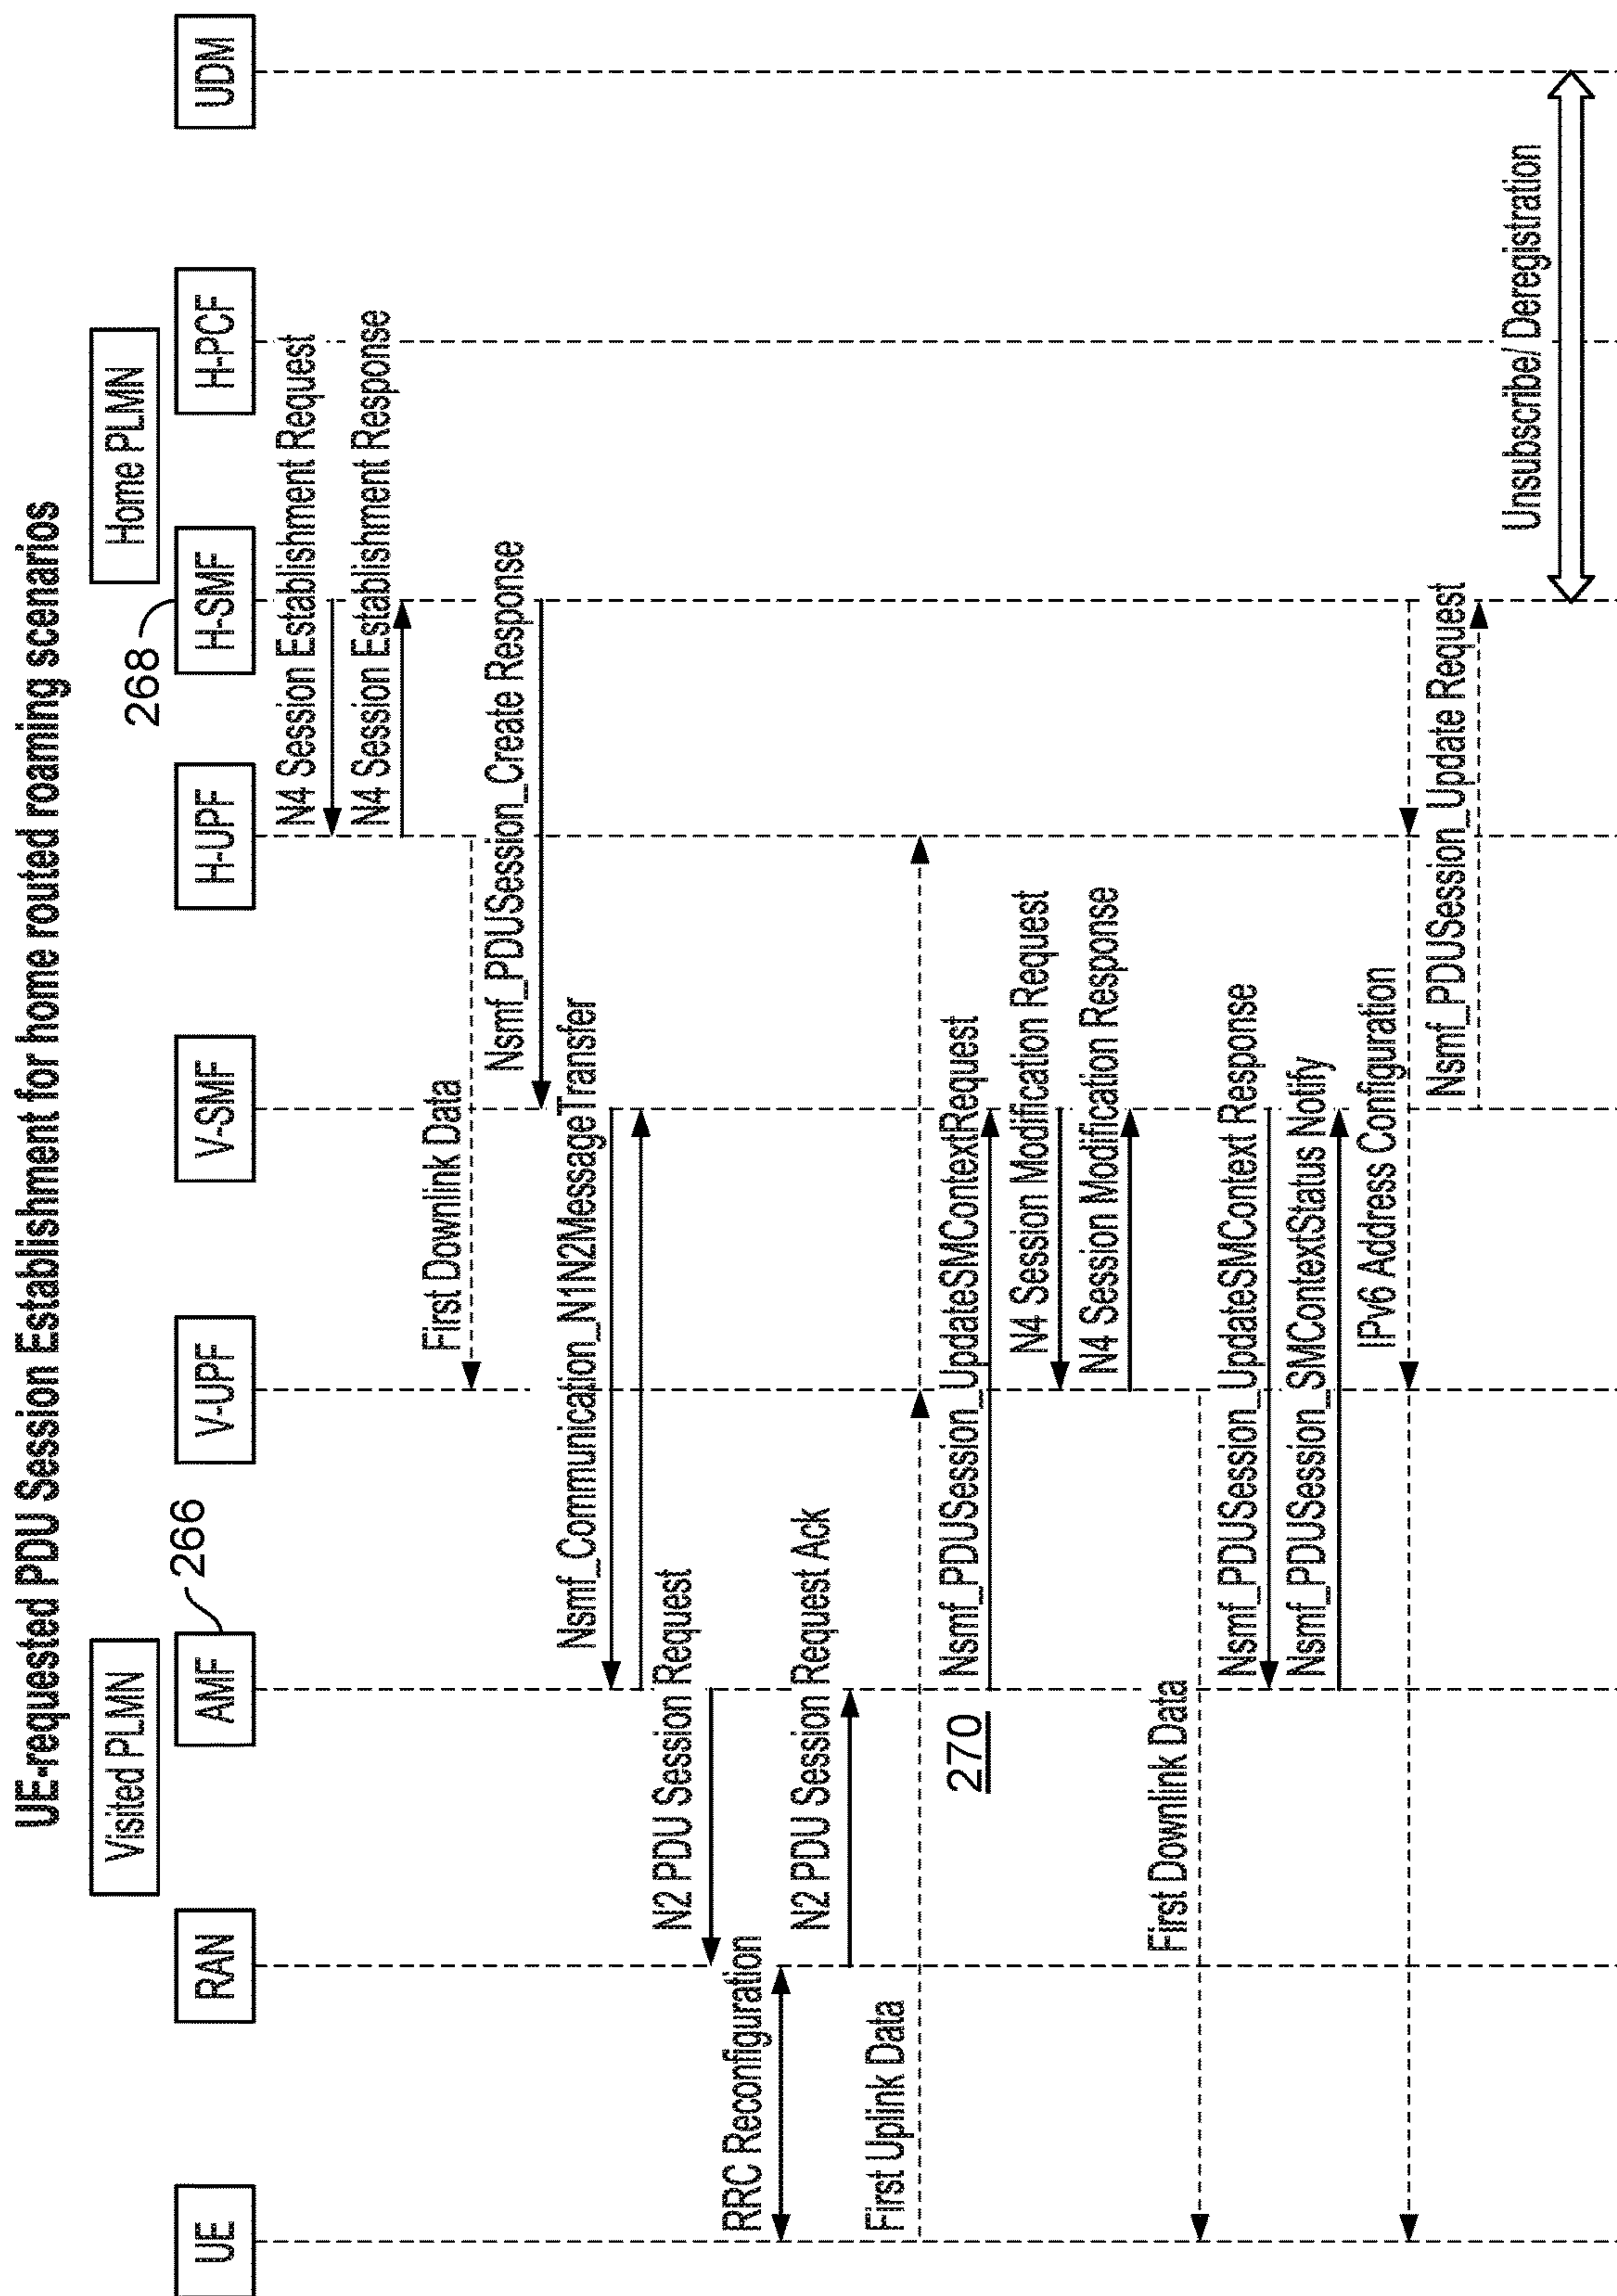 UE-requested PDU Session Establishment for home routed roaming scenarios
Visited PLMN
Home PLMN
266
268
UE
RAN
AMF
V-UPF
V-SMF
H-UPF
H-SMF
H-PCF
UDM
N4 Session Establishment Request
N4 Session Establishment Response
First Downlink Data
Nsmf_PDUSession_Create Response
Nsmf_Communication_N1N2MessageTransfer
N2 PDU Session Request
RRC Reconfiguration
N2 PDU Session Request Ack
First Uplink Data
Nsmf_PDUSession_UpdateSMContextRequest
270
N4 Session Modification Request
N4 Session Modification Response
First Downlink Data
Nsmf_PDUSession_UpdateSMContext Response
Nsmf_PDUSession_SMContextStatus Notify
IPv6 Address Configuration
Nsmf_PDUSession_Update Request
Unsubscribe/ Deregistration